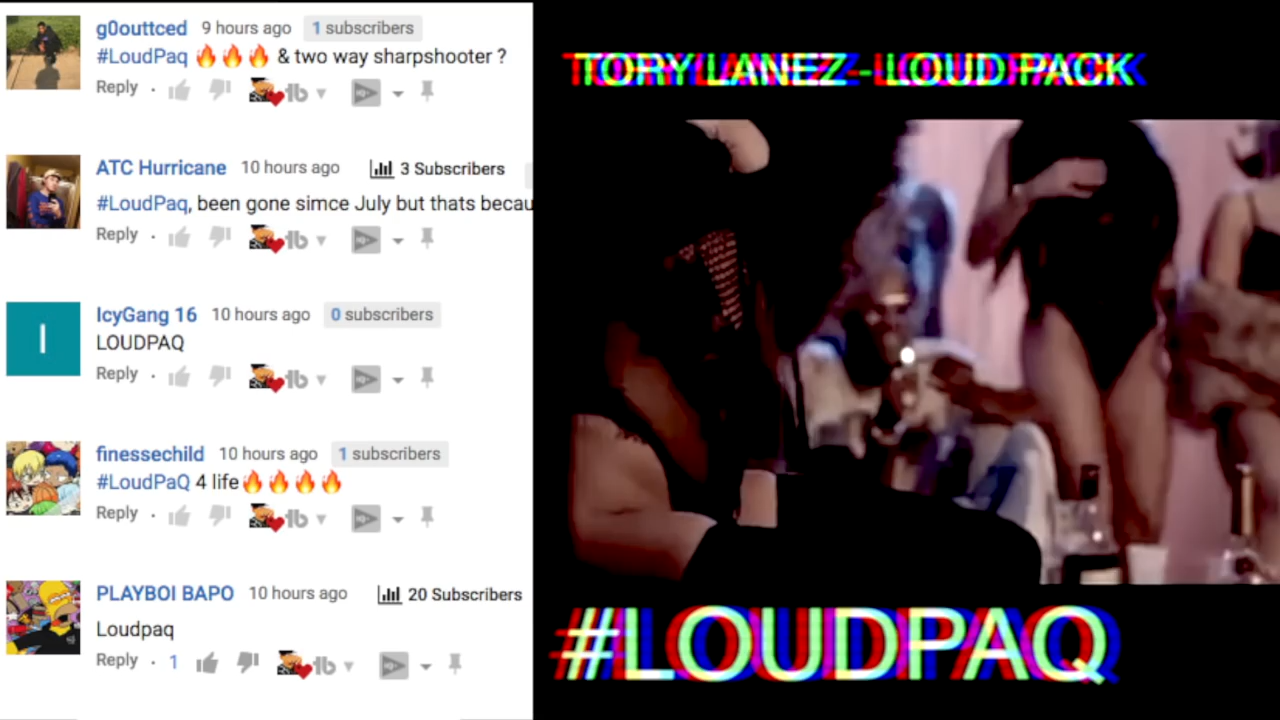 g0outtced 9 hours ago 1 subscribers
#LoudPaq 🔥🔥🔥 & two way sharpshooter ?
Reply ·
ATC Hurricane 10 hours ago 3 Subscribers
#LoudPaq, been gone simce July but thats becau
Reply ·
IcyGang 16 10 hours ago 0 subscribers
I
LOUDPAQ
Reply ·
finessechild 10 hours ago 1 subscribers
#LoudPaQ 4 life🔥🔥🔥🔥
Reply ·
PLAYBOI BAPO 10 hours ago 20 Subscribers
Loudpaq
Reply · 1
TORY LANEZ - LOUD PACK
#LOUDPAQ